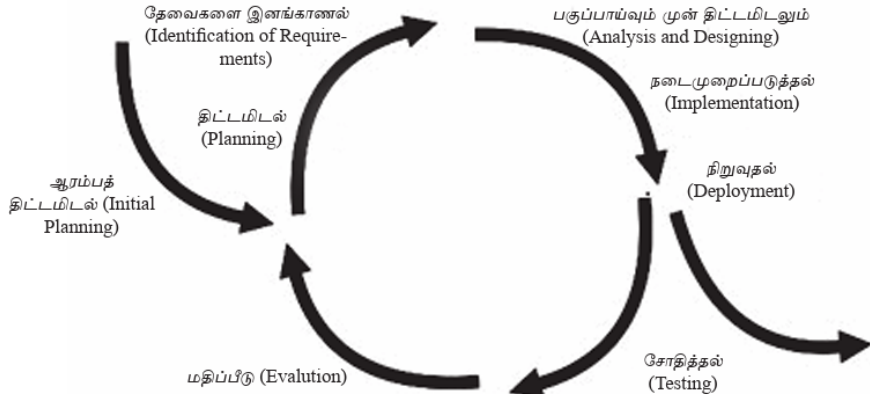 தேவைகளை இனங்காணல்
(Identification of Require-
ments)
பகுப்பாய்வும் முன் திட்டமிடலும்
(Analysis and Designing)
நடைமுறைப்படுத்தல்
(Implementation)
திட்டமிடல்
(Planning)
நிறுவுதல்
(Deployment)
ஆரம்பத்
திட்டமிடல் (Initial
Planning)
மதிப்பீடு (Evalution)
சோதித்தல்
(Testing)